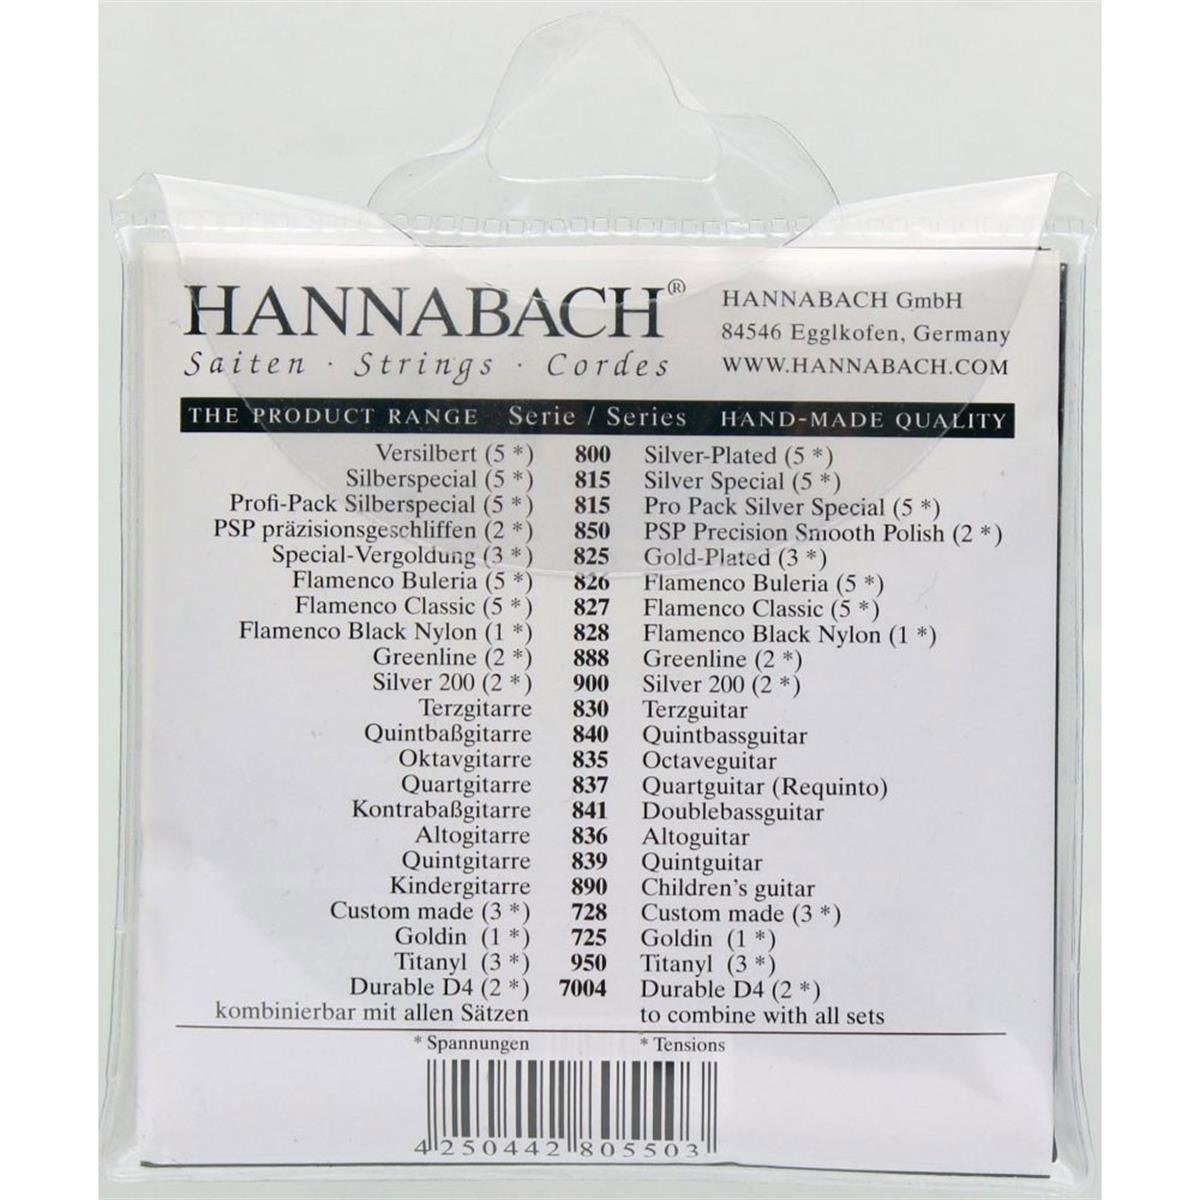 HANNABACH®
Saiten · Strings · Cordes
HANNABACH GmbH
84546 Egglkofen, Germany
WWW.HANNABACH.COM
THE PRODUCT RANGE Serie / Series HAND-MADE QUALITY
Versilbert (5 *) 800 Silver-Plated (5 *)
Silberspecial (5 *) 815 Silver Special (5 *)
Profi-Pack Silberspecial (5 *) 815 Pro Pack Silver Special (5 *)
PSP präzisionsgeschliffen (2 *) 850 PSP Precision Smooth Polish (2 *)
Special-Vergoldung (3 *) 825 Gold-Plated (3 *)
Flamenco Buleria (5 *) 826 Flamenco Buleria (5 *)
Flamenco Classic (5 *) 827 Flamenco Classic (5 *)
Flamenco Black Nylon (1 *) 828 Flamenco Black Nylon (1 *)
Greenline (2 *) 888 Greenline (2 *)
Silver 200 (2 *) 900 Silver 200 (2 *)
Terzgitarre 830 Terzguitar
Quintbaßgitarre 840 Quintbassguitar
Oktavgitarre 835 Octaveguitar
Quartgitarre 837 Quartguitar (Requinto)
Kontrabaßgitarre 841 Doublebassguitar
Altogitarre 836 Altoguitar
Quintgitarre 839 Quintguitar
Kindergitarre 890 Children's guitar
Custom made (3 *) 728 Custom made (3 *)
Goldin (1 *) 725 Goldin (1 *)
Titanyl (3 *) 950 Titanyl (3 *)
Durable D4 (2 *) 7004 Durable D4 (2 *)
kombinierbar mit allen Sätzen to combine with all sets
* Spannungen * Tensions
4 250442 805503